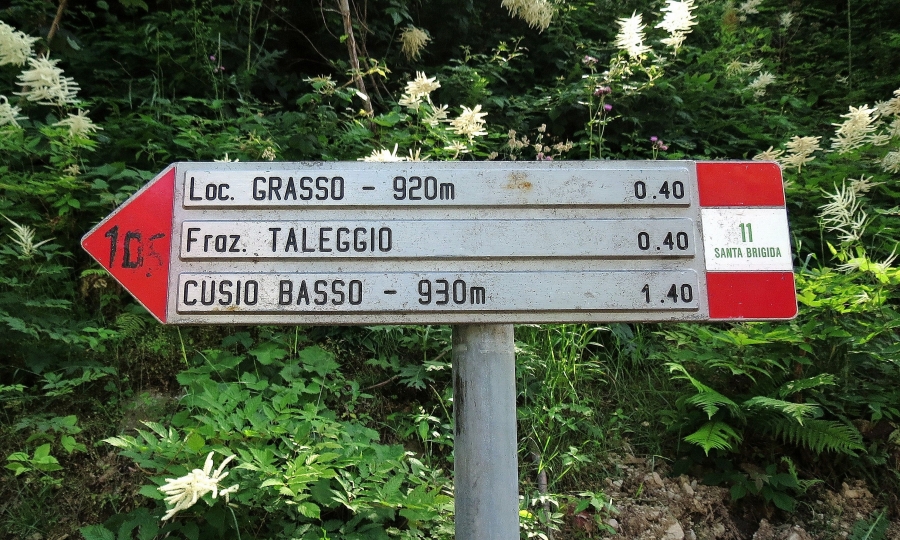 105
Loc. GRASSO - 920m 0.40
Fraz. TALEGGIO 0.40
CUSIO BASSO - 930m 1.40
11
SANTA BRIGIDA